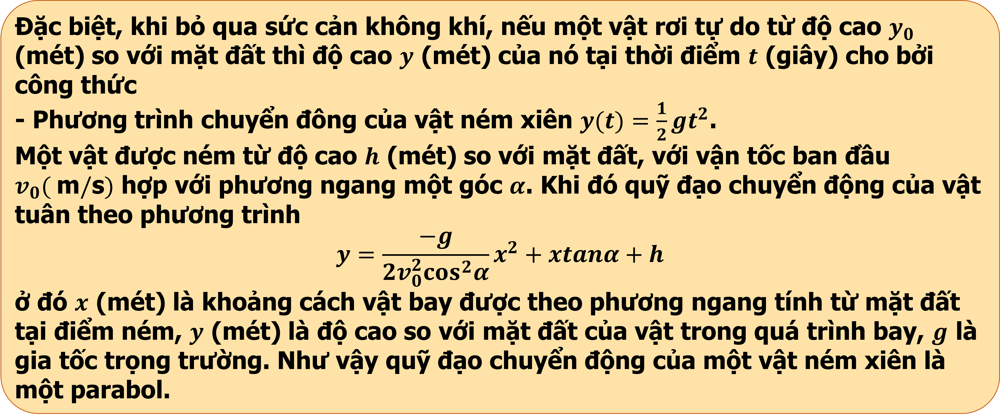 Đặc biệt, khi bỏ qua sức cản không khí, nếu một vật rơi tự do từ độ cao $y_0$
(mét) so với mặt đất thì độ cao $y$ (mét) của nó tại thời điểm $t$ (giây) cho bởi
công thức
- Phương trình chuyển đông của vật ném xiên $y(t) = \frac{1}{2}gt^2$.
Một vật được ném từ độ cao $h$ (mét) so với mặt đất, với vận tốc ban đầu
$v_0$( m/s) hợp với phương ngang một góc $\alpha$. Khi đó quỹ đạo chuyển động của vật
tuân theo phương trình
$y = \frac{-g}{2v_0^2\cos^2\alpha}x^2 + xtan\alpha + h$
ở đó $x$ (mét) là khoảng cách vật bay được theo phương ngang tính từ mặt đất
tại điểm ném, $y$ (mét) là độ cao so với mặt đất của vật trong quá trình bay, $g$ là
gia tốc trọng trường. Như vậy quỹ đạo chuyển động của một vật ném xiên là
một parabol.